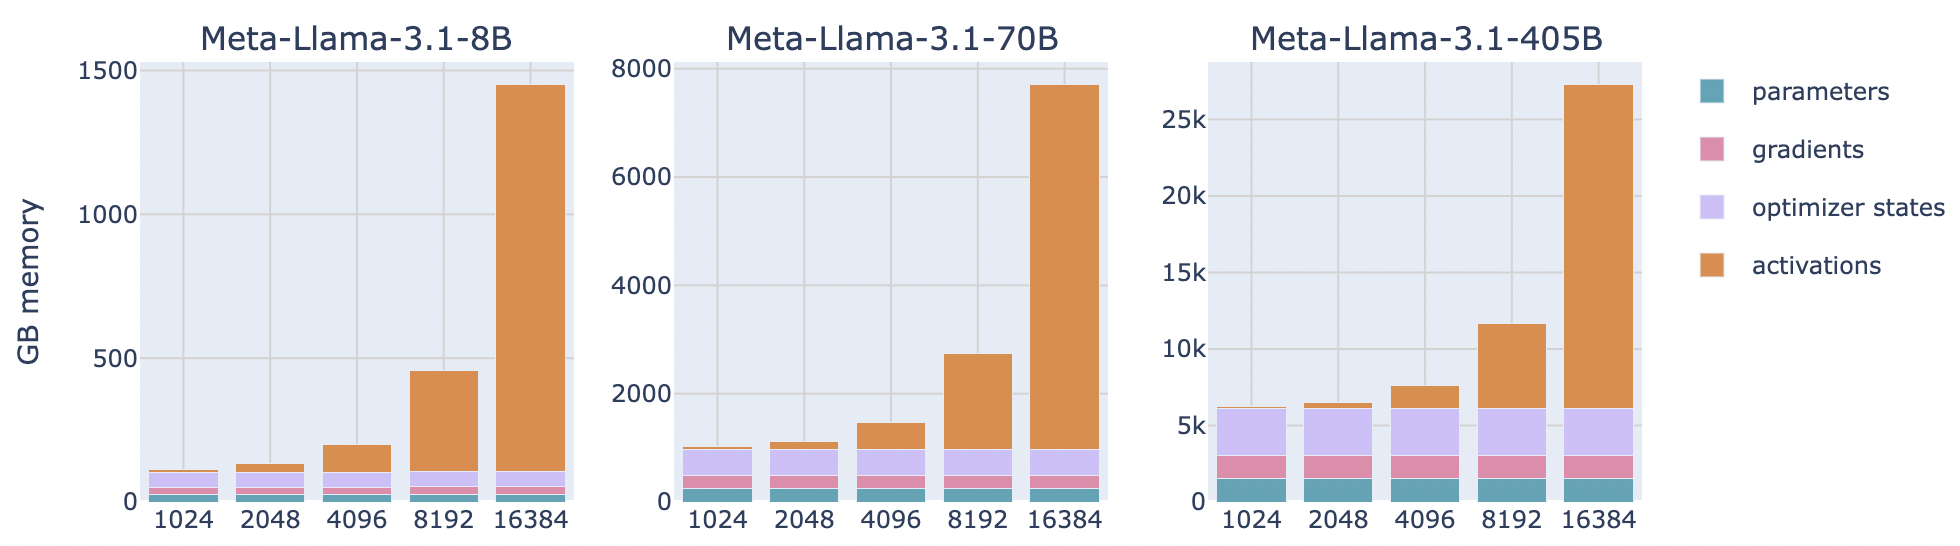 Meta-Llama-3.1-8B
Meta-Llama-3.1-70B
Meta-Llama-3.1-405B
GB memory
1500
1000
500
0
1024 2048 4096 8192 16384
8000
6000
4000
2000
0
1024 2048 4096 8192 16384
25k
20k
15k
10k
5k
0
1024 2048 4096 8192 16384
parameters
gradients
optimizer states
activations